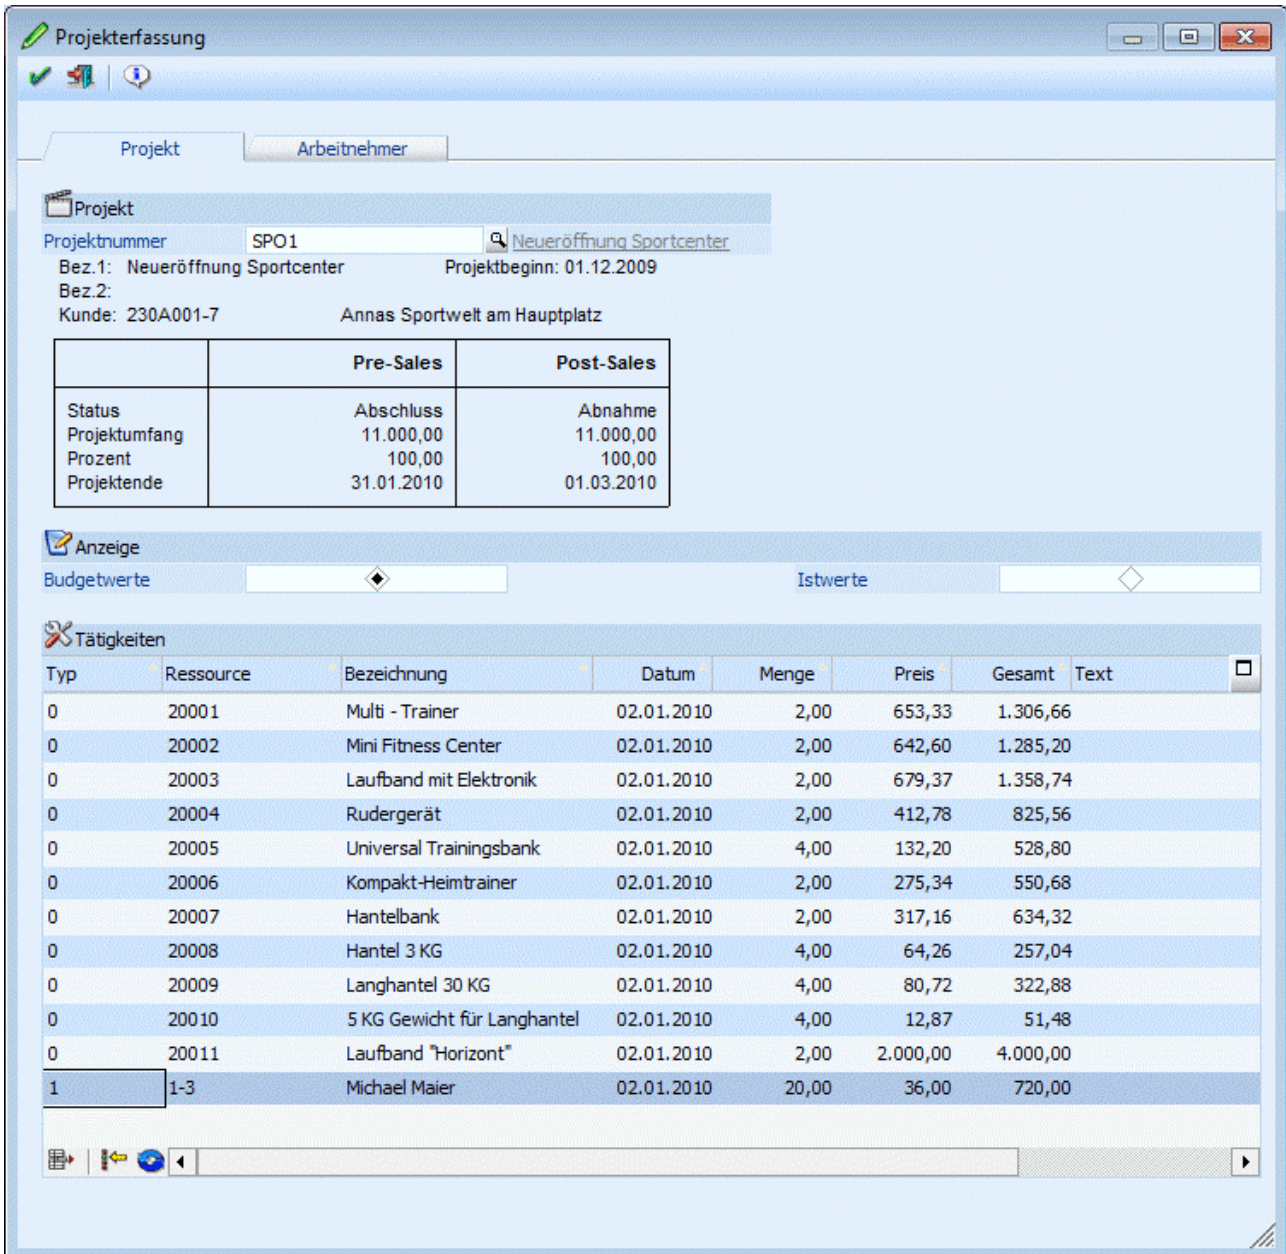 Projekterfassung
Projekt Arbeitnehmer
Projekt
Projektnummer SPO1 Neueröffnung Sportcenter
Bez.1: Neueröffnung Sportcenter Projektbeginn: 01.12.2009
Bez.2:
Kunde: 230A001-7 Annas Sportwelt am Hauptplatz
Pre-Sales Post-Sales
Status Abschluss Abnahme
Projektumfang 11.000,00 11.000,00
Prozent 100,00 100,00
Projektende 31.01.2010 01.03.2010
Anzeige
Budgetwerte Istwerte
Tätigkeiten
Typ Ressource Bezeichnung Datum Menge Preis Gesamt Text
0 20001 Multi - Trainer 02.01.2010 2,00 653,33 1.306,66
0 20002 Mini Fitness Center 02.01.2010 2,00 642,60 1.285,20
0 20003 Laufband mit Elektronik 02.01.2010 2,00 679,37 1.358,74
0 20004 Rudergerät 02.01.2010 2,00 412,78 825,56
0 20005 Universal Trainingsbank 02.01.2010 4,00 132,20 528,80
0 20006 Kompakt-Heimtrainer 02.01.2010 2,00 275,34 550,68
0 20007 Hantelbank 02.01.2010 2,00 317,16 634,32
0 20008 Hantel 3 KG 02.01.2010 4,00 64,26 257,04
0 20009 Langhantel 30 KG 02.01.2010 4,00 80,72 322,88
0 20010 5 KG Gewicht für Langhantel 02.01.2010 4,00 12,87 51,48
0 20011 Laufband "Horizont" 02.01.2010 2,00 2.000,00 4.000,00
1 1-3 Michael Maier 02.01.2010 20,00 36,00 720,00